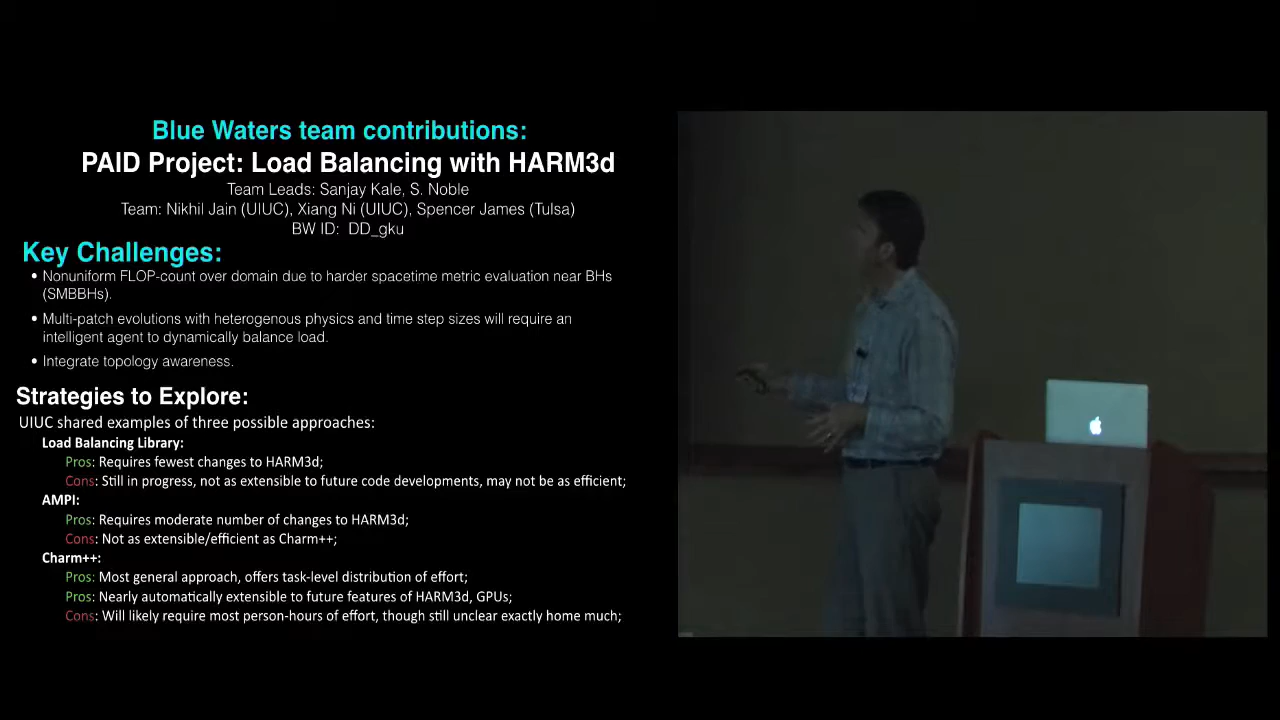 Blue Waters team contributions:
PAID Project: Load Balancing with HARM3d
Team Leads: Sanjay Kale, S. Noble
Team: Nikhil Jain (UIUC), Xiang Ni (UIUC), Spencer James (Tulsa)
BW ID: DD_gku
Key Challenges:
• Nonuniform FLOP-count over domain due to harder spacetime metric evaluation near BHs
(SMBBHs).
• Multi-patch evolutions with heterogenous physics and time step sizes will require an
intelligent agent to dynamically balance load.
• Integrate topology awareness.
Strategies to Explore:
UIUC shared examples of three possible approaches:
Load Balancing Library:
Pros: Requires fewest changes to HARM3d;
Cons: Still in progress, not as extensible to future code developments, may not be as efficient;
AMPI:
Pros: Requires moderate number of changes to HARM3d;
Cons: Not as extensible/efficient as Charm++;
Charm++:
Pros: Most general approach, offers task-level distribution of effort;
Pros: Nearly automatically extensible to future features of HARM3d, GPUs;
Cons: Will likely require most person-hours of effort, though still unclear exactly home much;